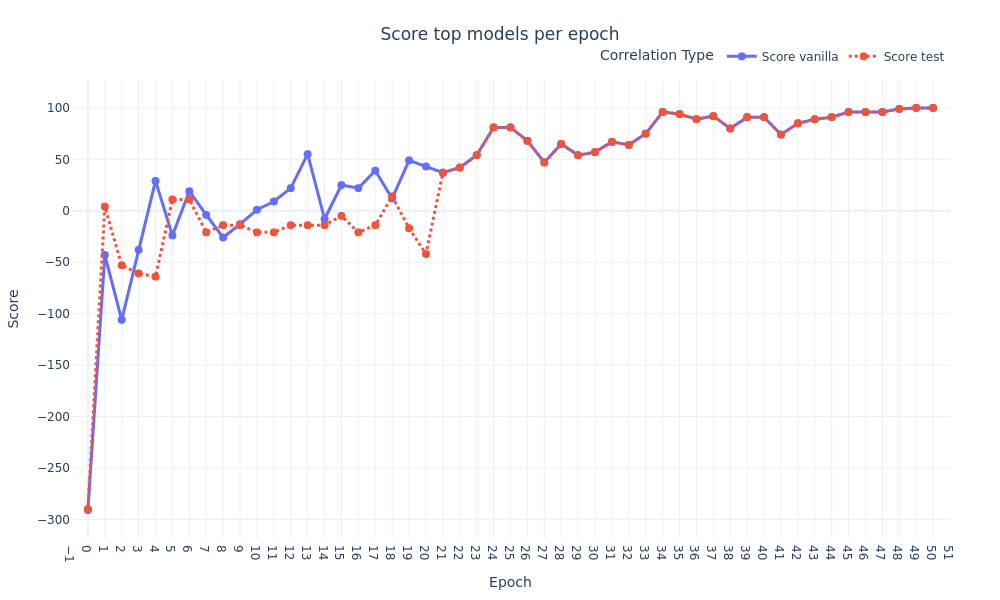 Score top models per epoch
Correlation Type Score vanilla Score test
100
50
0
−50
−100
−150
−200
−250
−300
Score
−1 0 1 2 3 4 5 6 7 8 9 10 11 12 13 14 15 16 17 18 19 20 21 22 23 24 25 26 27 28 29 30 31 32 33 34 35 36 37 38 39 40 41 42 43 44 45 46 47 48 49 50 51
Epoch